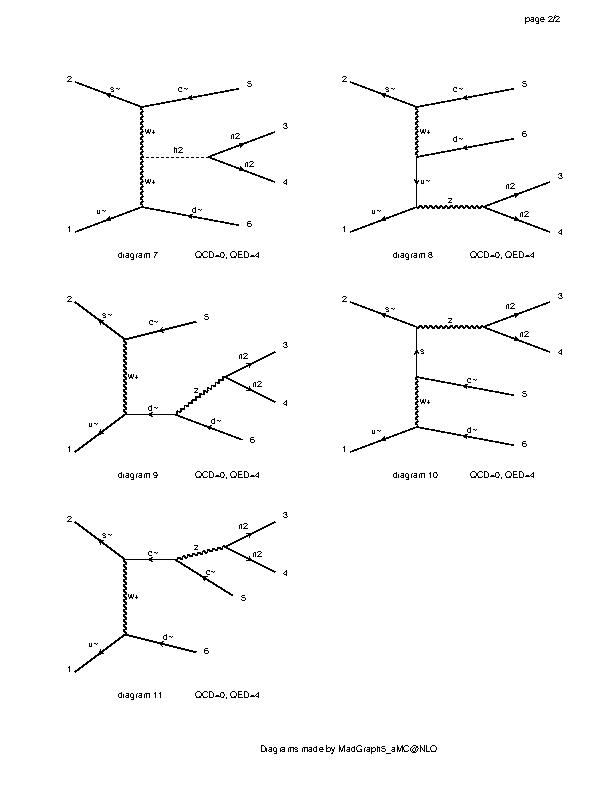 page 2/2
2 s~ c~ 5
w+
h2 n2 3
n2 4
w+
u~ d~
1 6
diagram 7 QCD=0, QED=4
2 s~ c~ 5
w+
d~ 6
u~ n2 3
z
n2 4
u~
1
diagram 8 QCD=0, QED=4
2 s~ c~ 5
w+
n2 3
z n2 4
d~
u~ d~ 6
1
diagram 9 QCD=0, QED=4
2 s~ z n2 3
n2 4
s
c~ 5
w+
u~ d~ 6
1
diagram 10 QCD=0, QED=4
2 s~ n2 3
c~ z
n2 4
c~ 5
w+
u~ d~ 6
1
diagram 11 QCD=0, QED=4
Diagrams made by MadGraph5_aMC@NLO